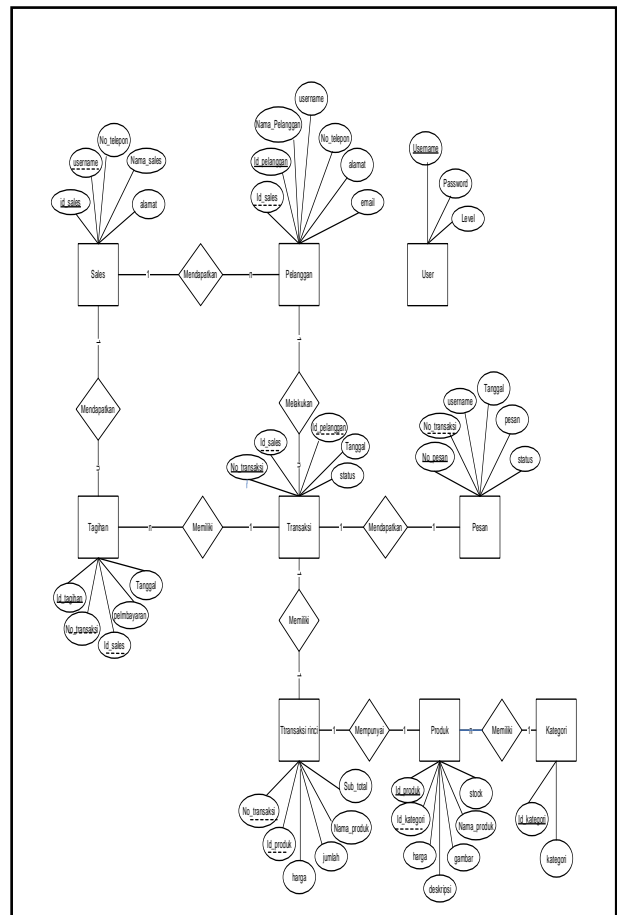 username
No_telepon
Nama_Pelanggan
username
No_telepon
Nama_sales
Id_pelanggan
alamat
Username
id_sales
alamat
Id_sales
email
Password
Level
Sales
1
Mendapatkan
n
Pelanggan
User
1
1
Mendapatkan
Melakukan
Id_sales
Id_pelanggan
No_transaksi
Tanggal
status
n
n
username
Tanggal
No_transaksi
pesan
No_pesan
status
Tagihan
n
Memiliki
1
Transaksi
1
Mendapatkan
1
Pesan
Id_tagihan
Tanggal
No_transaksi
pelmbayaran
Id_sales
1
Memiliki
1
Ttransaksi rinci
1
Mempunyai
1
Produk
n
Memiliki
1
Kategori
No_transaksi
Sub_total
Id_produk
Nama_produk
harga
jumlah
Id_produk
stock
Id_kategori
Nama_produk
harga
gambar
deskripsi
Id_kategori
kategori